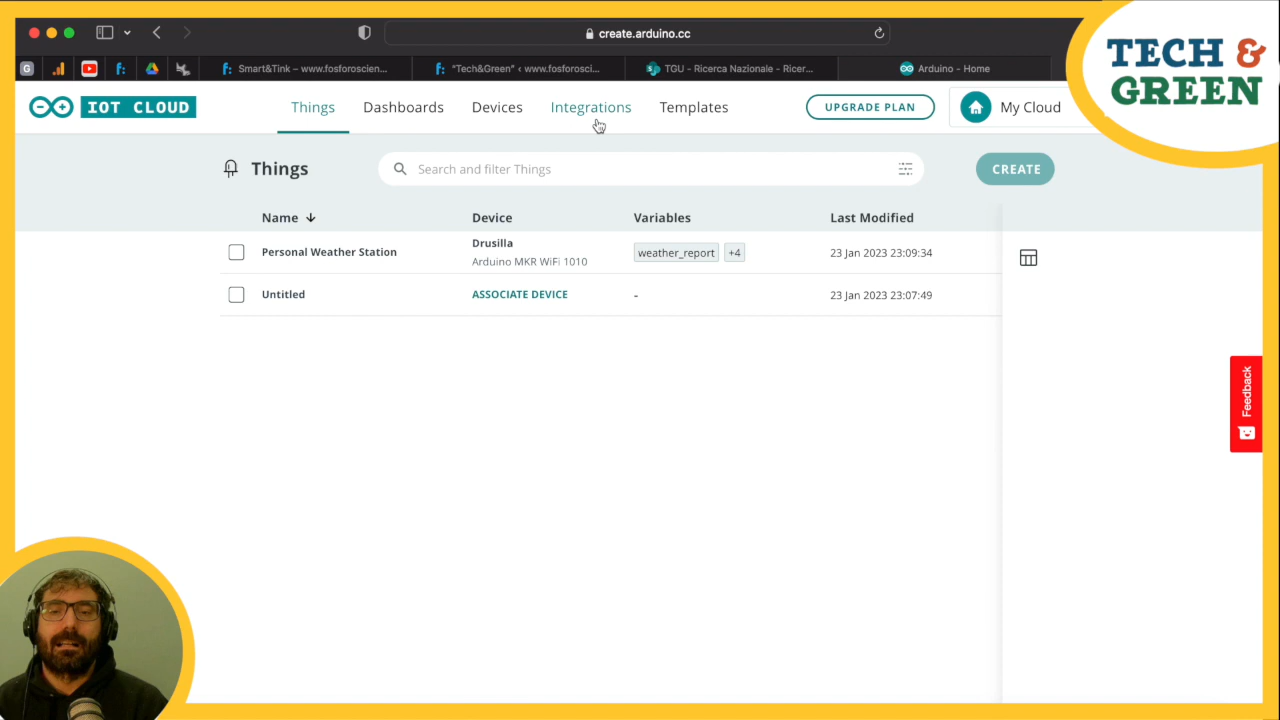 create.arduino.cc
TECH &
GREEN
G
f:
Smart&Tink – www.fosforoscien...
f:
"Tech&Green" ‹ www.fosforosci...
TGU - Ricerca Nazionale - Ricer...
Arduino - Home
IOT CLOUD
Things
Dashboards
Devices
Integrations
Templates
UPGRADE PLAN
My Cloud
Things
Search and filter Things
CREATE
Name
Device
Variables
Last Modified
Personal Weather Station
Drusilla
Arduino MKR WiFi 1010
weather_report
+4
23 Jan 2023 23:09:34
Untitled
ASSOCIATE DEVICE
-
23 Jan 2023 23:07:49
Feedback